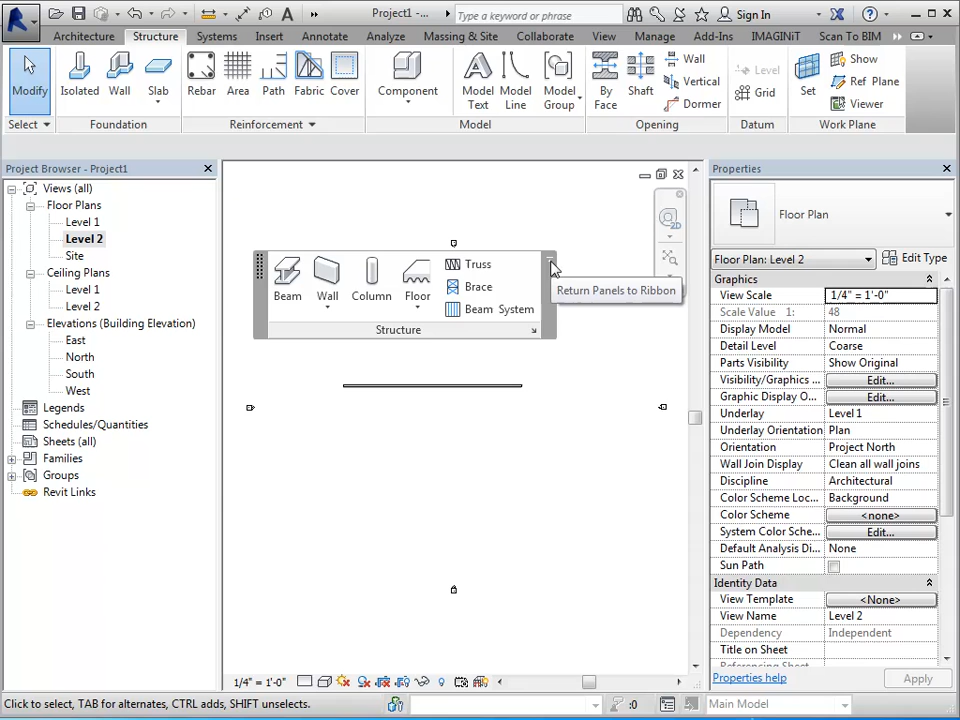 Project1 -
Type a keyword or phrase
Sign In
Architecture Structure Systems Insert Annotate Analyze Massing & Site Collaborate View Manage Add-Ins IMAGINiT Scan To BIM
Modify
Isolated Wall Slab
Rebar Area Path Fabric Cover
Component
Model Text
Model Line
Model Group
By Face
Shaft
Wall
Vertical
Dormer
Level
Grid
Set
Show
Ref Plane
Viewer
Select Foundation Reinforcement Model Opening Datum Work Plane
Project Browser - Project1
Views (all)
Floor Plans
Level 1
Level 2
Site
Ceiling Plans
Level 1
Level 2
Elevations (Building Elevation)
East
North
South
West
Legends
Schedules/Quantities
Sheets (all)
Families
Groups
Revit Links
2D
Beam Wall Column Floor
Truss
Brace
Beam System
Structure
Return Panels to Ribbon
Properties
Floor Plan
Floor Plan: Level 2 Edit Type
Graphics
View Scale 1/4" = 1'-0"
Scale Value 1: 48
Display Model Normal
Detail Level Coarse
Parts Visibility Show Original
Visibility/Graphics ... Edit...
Graphic Display O... Edit...
Underlay Level 1
Underlay Orientation Plan
Orientation Project North
Wall Join Display Clean all wall joins
Discipline Architectural
Color Scheme Loc... Background
Color Scheme <none>
System Color Sche... Edit...
Default Analysis Di... None
Sun Path
Identity Data
View Template <None>
View Name Level 2
Dependency Independent
Title on Sheet
Referencing Sheet
Properties help Apply
1/4" = 1'-0"
Click to select, TAB for alternates, CTRL adds, SHIFT unselects.
:0
Main Model